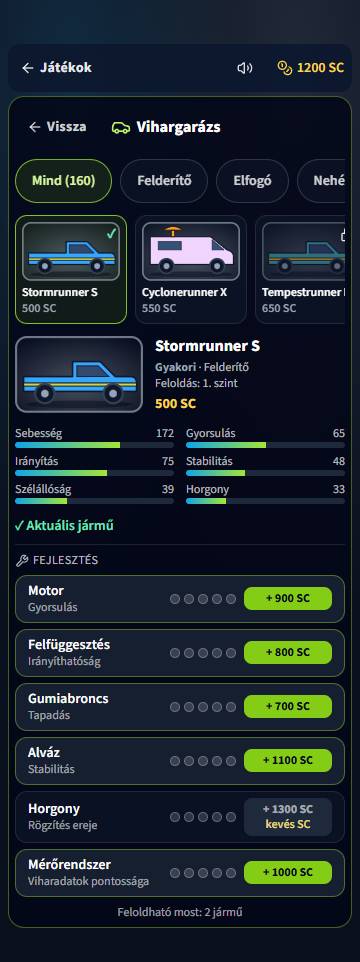 Játékok
1200 SC
Vissza
Vihargarázs
Mind (160)
Felderítő
Elfogó
Nehé
Stormrunner S
500 SC
Cyclonerunner X
550 SC
Tempestrunner
650 SC
Stormrunner S
Gyakori · Felderítő
Feloldás: 1. szint
500 SC
Sebesség 172
Gyorsulás 65
Irányítás 75
Stabilitás 48
Szélállóság 39
Horgony 33
✓ Aktuális jármű
FEJLESZTÉS
Motor
Gyorsulás
+ 900 SC
Felfüggesztés
Irányíthatóság
+ 800 SC
Gumiabroncs
Tapadás
+ 700 SC
Alváz
Stabilitás
+ 1100 SC
Horgony
Rögzítés ereje
+ 1300 SC
kevés SC
Mérőrendszer
Viharadatok pontossága
+ 1000 SC
Feloldható most: 2 jármű